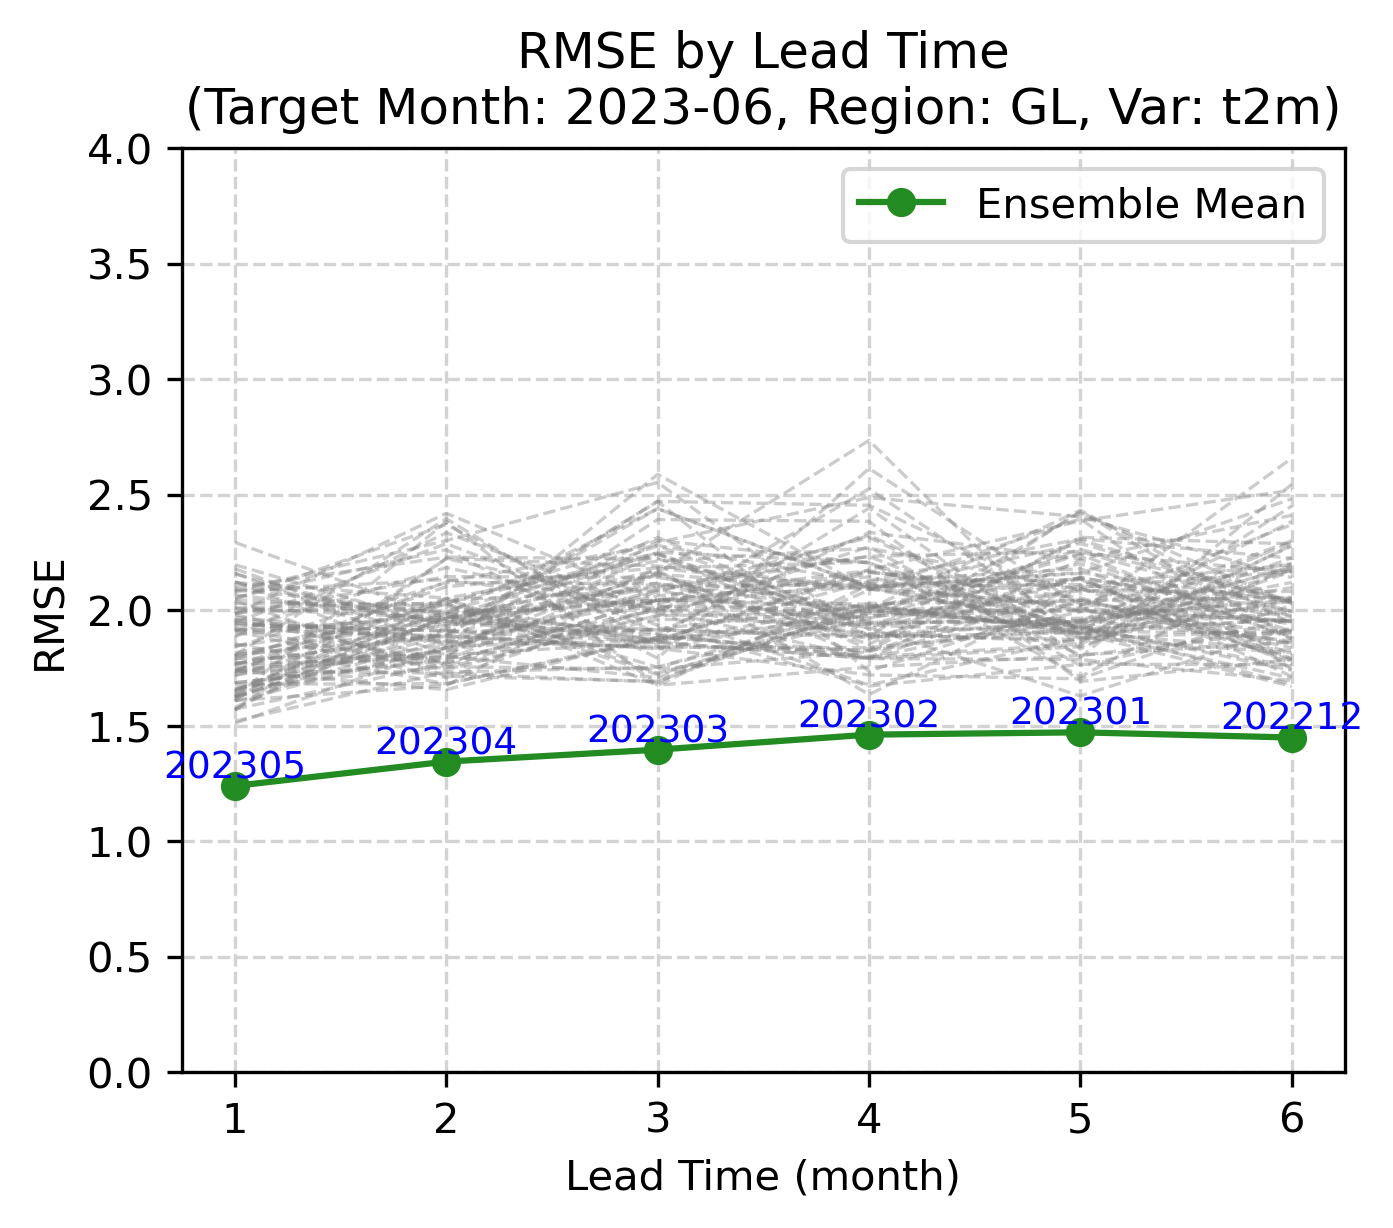 RMSE by Lead Time
(Target Month: 2023-06, Region: GL, Var: t2m)
Ensemble Mean
4.0
3.5
3.0
2.5
2.0
1.5
1.0
0.5
0.0
RMSE
202305
202304
202303
202302
202301
202212
1 2 3 4 5 6
Lead Time (month)